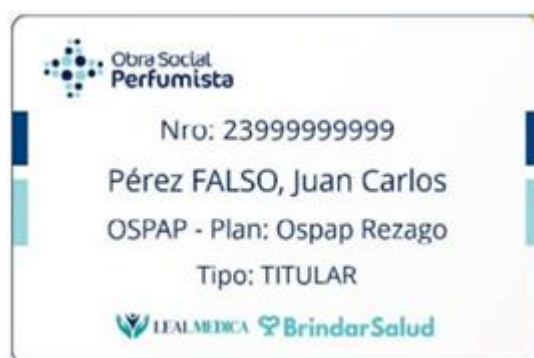 Obra Social
Perfumista
Nro: 23999999999
Pérez FALSO, Juan Carlos
OSPAP - Plan: Ospap Rezago
Tipo: TITULAR
LEALMEDICA BrindarSalud